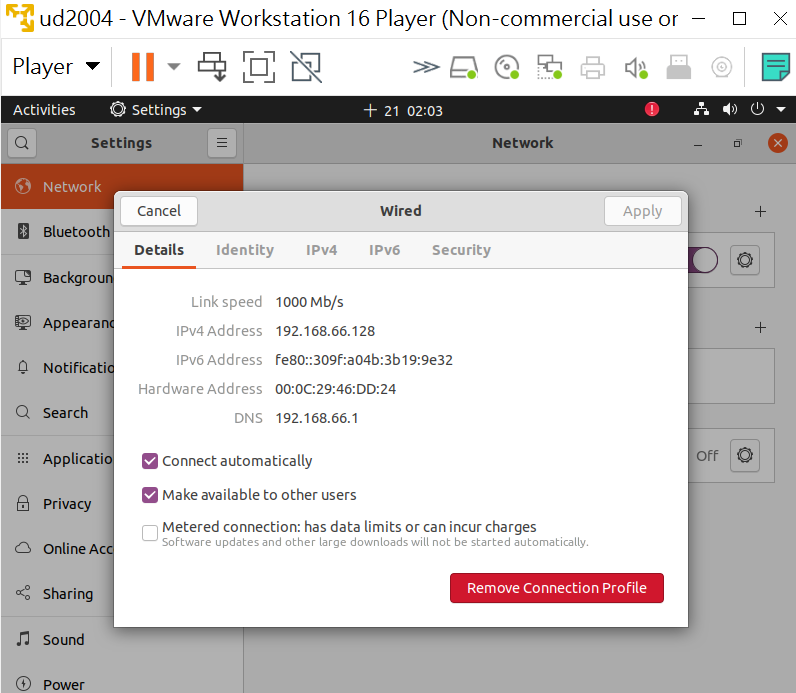 ud2004 - VMware Workstation 16 Player (Non-commercial use or
Player
Activities
Settings
十 21 02:03
Settings
Network
Network
Bluetooth
Backgroun
Appearanc
Notificatio
Search
Applicatio
Privacy
Online Acc
Sharing
Sound
Power
Off
Cancel
Wired
Apply
Details
Identity
IPv4
IPv6
Security
Link speed 1000 Mb/s
IPv4 Address 192.168.66.128
IPv6 Address fe80::309f:a04b:3b19:9e32
Hardware Address 00:0C:29:46:DD:24
DNS 192.168.66.1
Connect automatically
Make available to other users
Metered connection: has data limits or can incur charges
Software updates and other large downloads will not be started automatically.
Remove Connection Profile